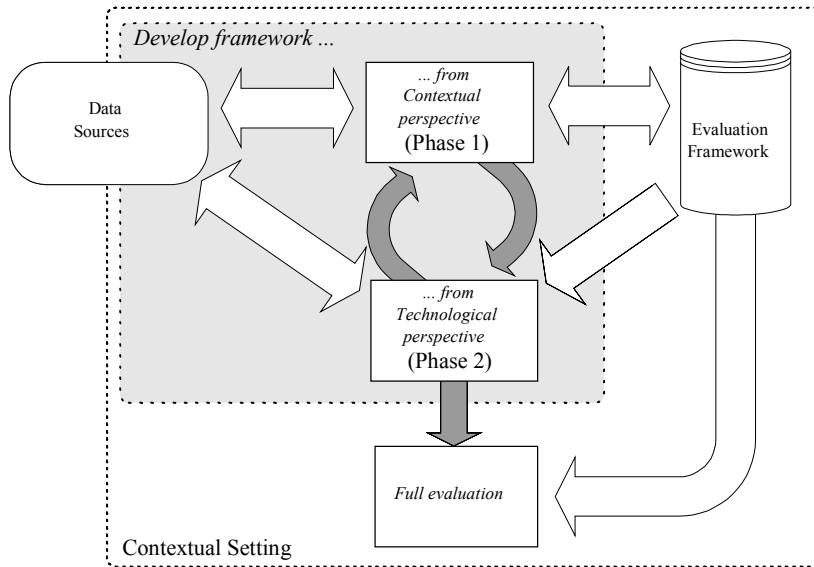 Develop framework ...
Data
Sources
... from
Contextual
perspective
(Phase 1)
Evaluation
Framework
... from
Technological
perspective
(Phase 2)
Full evaluation
Contextual Setting